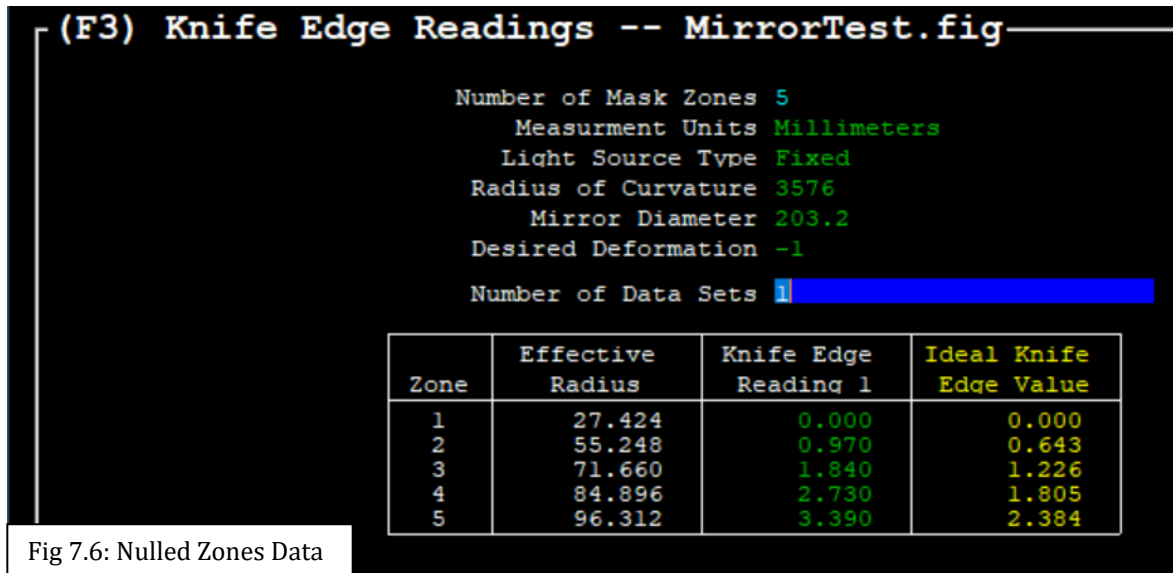 (F3) Knife Edge Readings -- MirrorTest.fig
Number of Mask Zones 5
Measurment Units Millimeters
Light Source Type Fixed
Radius of Curvature 3576
Mirror Diameter 203.2
Desired Deformation -1
Number of Data Sets 1
Effective Knife Edge Ideal Knife
Zone Radius Reading 1 Edge Value
1 27.424 0.000 0.000
2 55.248 0.970 0.643
3 71.660 1.840 1.226
4 84.896 2.730 1.805
5 96.312 3.390 2.384
Fig 7.6: Nulled Zones Data